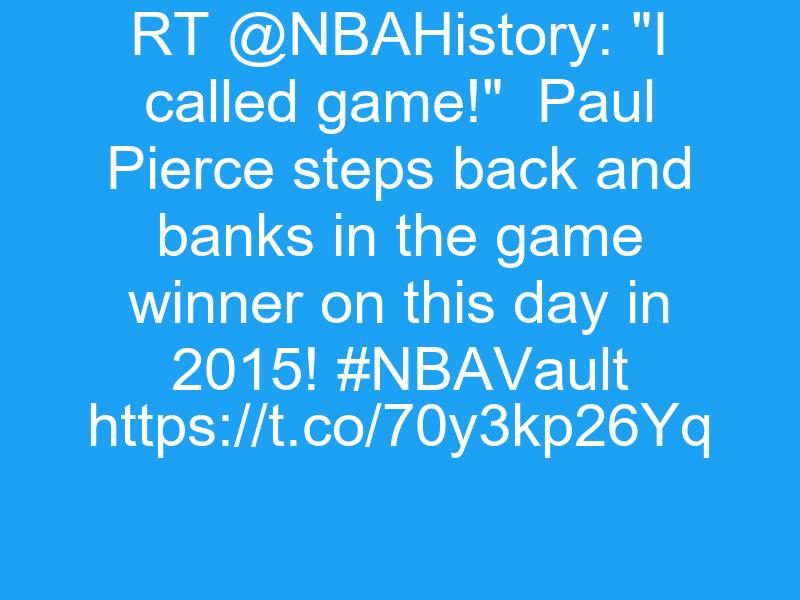 RT @NBAHistory: "I
called game!"  Paul
Pierce steps back and
banks in the game
winner on this day in
2015! #NBAVault
https://t.co/70y3kp26Yq